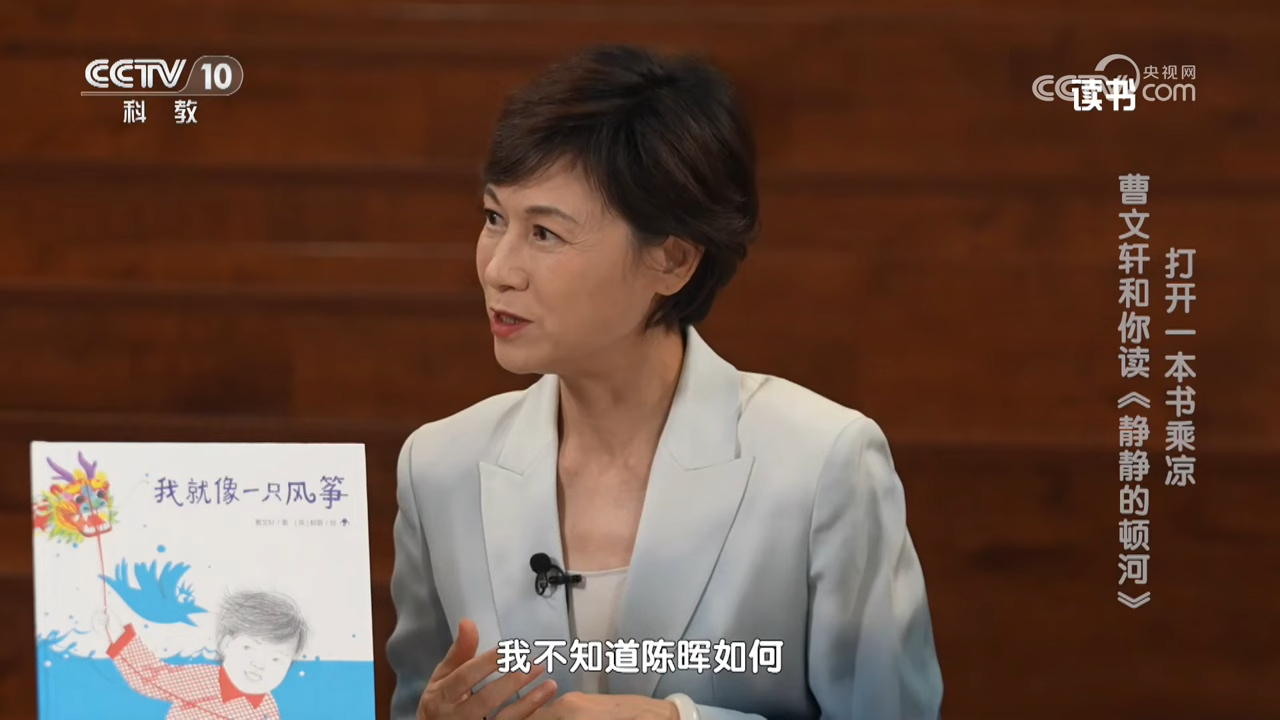 CCTV 10
科教
央视网
CCTV com
读书
打开一本书乘凉
曹文轩和你读《静静的顿河》
我就像一只风筝
我不知道陈晖如何